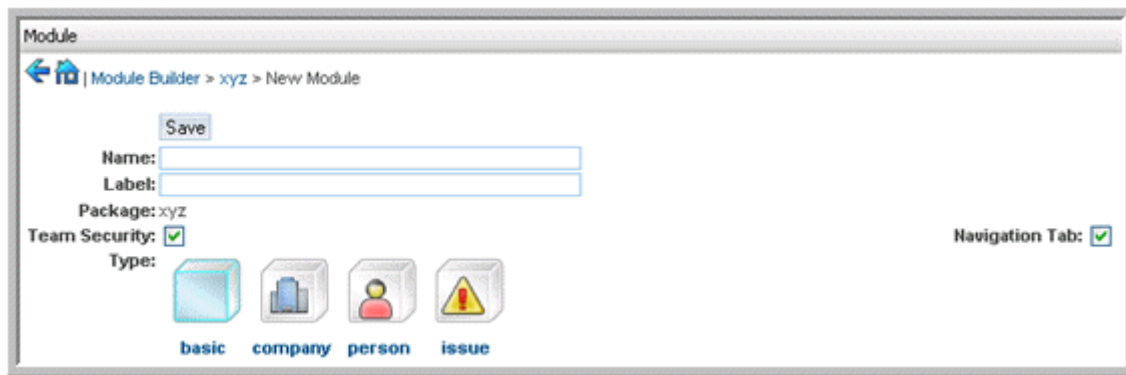 Module
| Module Builder > xyz > New Module
Save
Name:
Label:
Package: xyz
Team Security: Navigation Tab:
Type:
basic company person issue